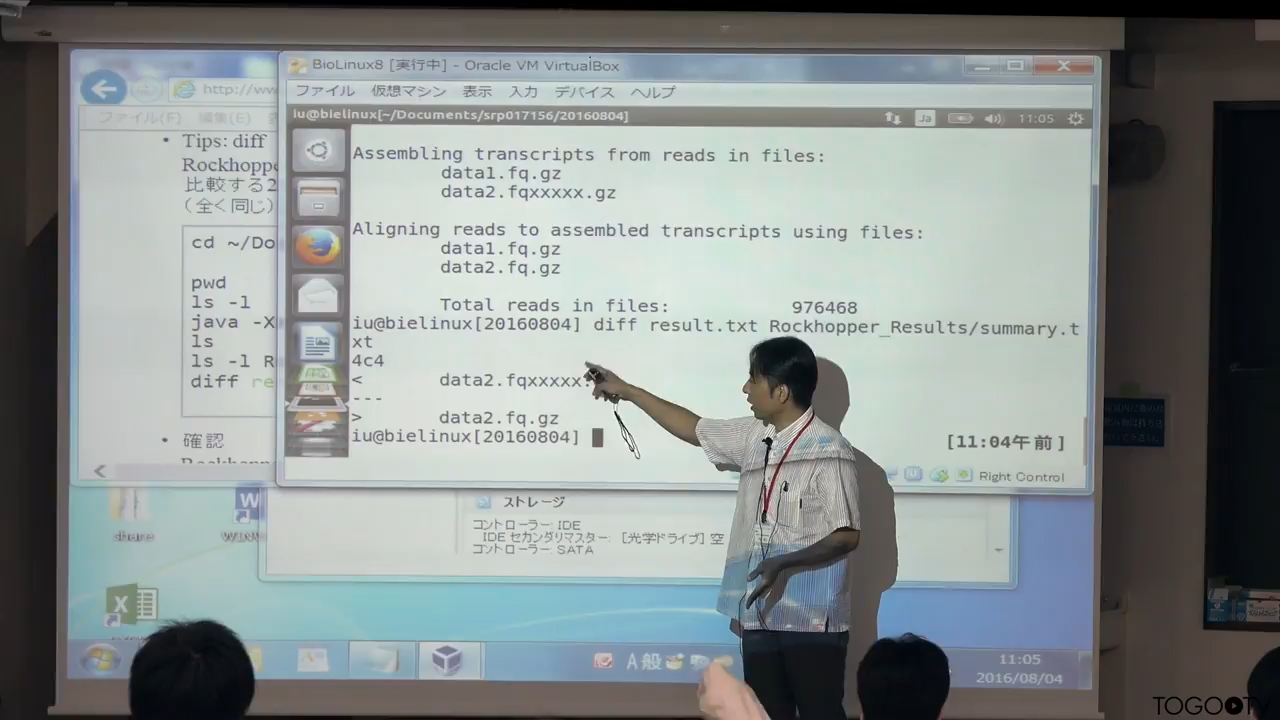 BioLinux8 [実行中] - Oracle VM VirtualBox
ファイル 仮想マシン 表示 入力 デバイス ヘルプ
http://ww
ファイル(F) 編集(E)
iu@bielinux[~/Documents/srp017156/20160804]
Ja
11:05
• Tips: diff
Rockhoppe
比較する2
（全く同じ）
cd ~/Do
pwd
ls -l
java -X
ls
ls -l R
diff re
• 確認
Assembling transcripts from reads in files:
data1.fq.gz
data2.fqxxxxx.gz
Aligning reads to assembled transcripts using files:
data1.fq.gz
data2.fq.gz
Total reads in files: 976468
iu@bielinux[20160804] diff result.txt Rockhopper_Results/summary.t
xt
4c4
< data2.fqxxxxx
---
> data2.fq.gz
iu@bielinux[20160804]
[11:04午前]
Right Control
ストレージ
コントローラー: IDE
IDE セカンダリマスター: [光学ドライブ] 空
コントローラー: SATA
share
A 般
11:05
2016/08/04
TOGOTV